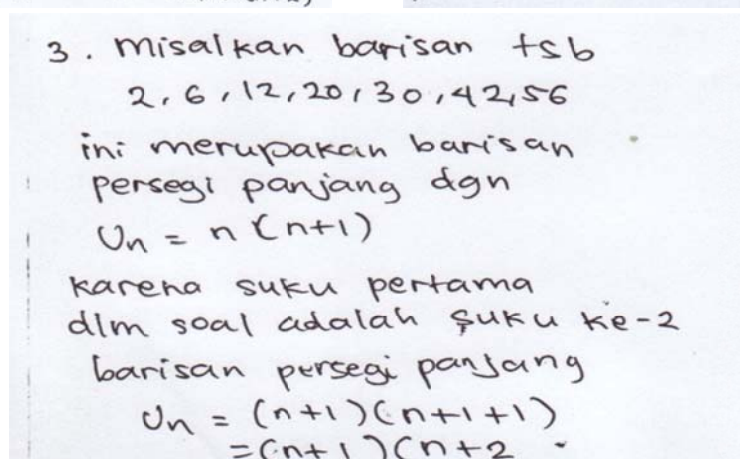 3. Misalkan barisan tsb
2, 6, 12, 20, 30, 42, 56
ini merupakan barisan
persegi panjang dgn
Un = n (n+1)
karena suku pertama
dlm soal adalah suku ke-2
barisan persegi panjang
Un = (n+1)(n+1+1)
=(n+1)(n+2